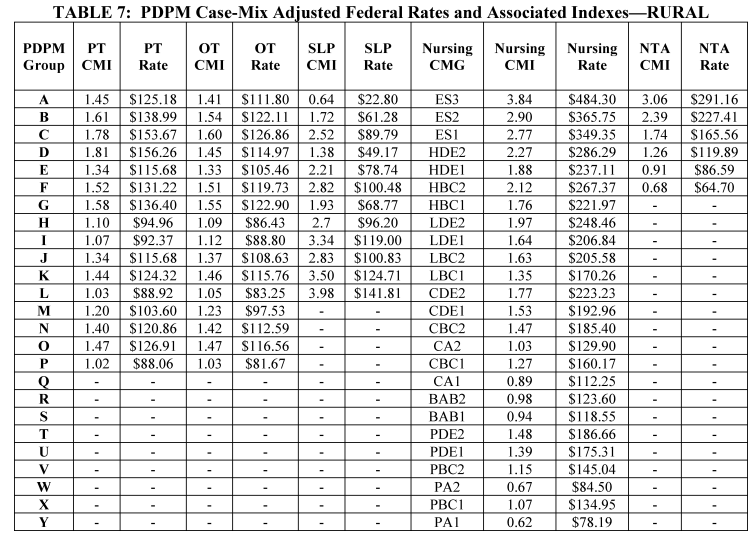 TABLE 7: PDPM Case-Mix Adjusted Federal Rates and Associated Indexes—RURAL
PDPM Group PT CMI PT Rate OT CMI OT Rate SLP CMI SLP Rate Nursing CMG Nursing CMI Nursing Rate NTA CMI NTA Rate
A 1.45 $125.18 1.41 $111.80 0.64 $22.80 ES3 3.84 $484.30 3.06 $291.16
B 1.61 $138.99 1.54 $122.11 1.72 $61.28 ES2 2.90 $365.75 2.39 $227.41
C 1.78 $153.67 1.60 $126.86 2.52 $89.79 ES1 2.77 $349.35 1.74 $165.56
D 1.81 $156.26 1.45 $114.97 1.38 $49.17 HDE2 2.27 $286.29 1.26 $119.89
E 1.34 $115.68 1.33 $105.46 2.21 $78.74 HDE1 1.88 $237.11 0.91 $86.59
F 1.52 $131.22 1.51 $119.73 2.82 $100.48 HBC2 2.12 $267.37 0.68 $64.70
G 1.58 $136.40 1.55 $122.90 1.93 $68.77 HBC1 1.76 $221.97 - -
H 1.10 $94.96 1.09 $86.43 2.7 $96.20 LDE2 1.97 $248.46 - -
I 1.07 $92.37 1.12 $88.80 3.34 $119.00 LDE1 1.64 $206.84 - -
J 1.34 $115.68 1.37 $108.63 2.83 $100.83 LBC2 1.63 $205.58 - -
K 1.44 $124.32 1.46 $115.76 3.50 $124.71 LBC1 1.35 $170.26 - -
L 1.03 $88.92 1.05 $83.25 3.98 $141.81 CDE2 1.77 $223.23 - -
M 1.20 $103.60 1.23 $97.53 - - CDE1 1.53 $192.96 - -
N 1.40 $120.86 1.42 $112.59 - - CBC2 1.47 $185.40 - -
O 1.47 $126.91 1.47 $116.56 - - CA2 1.03 $129.90 - -
P 1.02 $88.06 1.03 $81.67 - - CBC1 1.27 $160.17 - -
Q - - - - - - CA1 0.89 $112.25 - -
R - - - - - - BAB2 0.98 $123.60 - -
S - - - - - - BAB1 0.94 $118.55 - -
T - - - - - - PDE2 1.48 $186.66 - -
U - - - - - - PDE1 1.39 $175.31 - -
V - - - - - - PBC2 1.15 $145.04 - -
W - - - - - - PA2 0.67 $84.50 - -
X - - - - - - PBC1 1.07 $134.95 - -
Y - - - - - - PA1 0.62 $78.19 - -